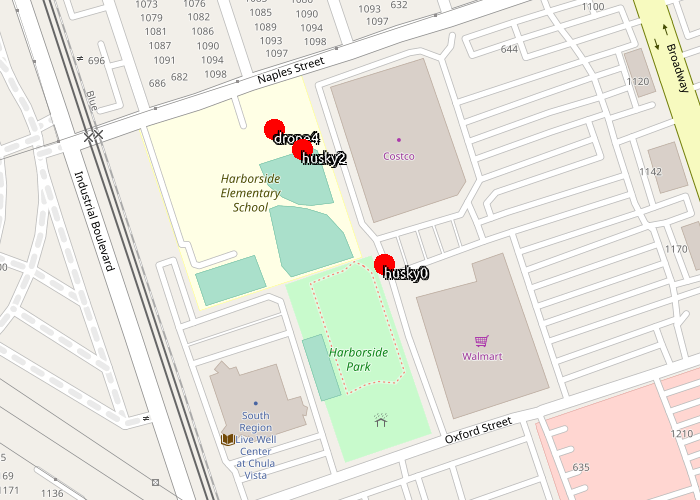 1073
1079
1081
1087
1091
686
682
1076
1082
1086
1090
1094
1098
696
1085
1089
1093
1097
1090
1094
1098
1093
1097
632
1100
644
Broadway
1120
1142
1170
1210
635
Naples Street
Blue
Industrial Boulevard
drone4
husky2
Costco
Harborside
Elementary
School
husky0
Walmart
Harborside
Park
South
Region
Live Well
Center
at Chula
Vista
Oxford Street
1136
1171
169
00